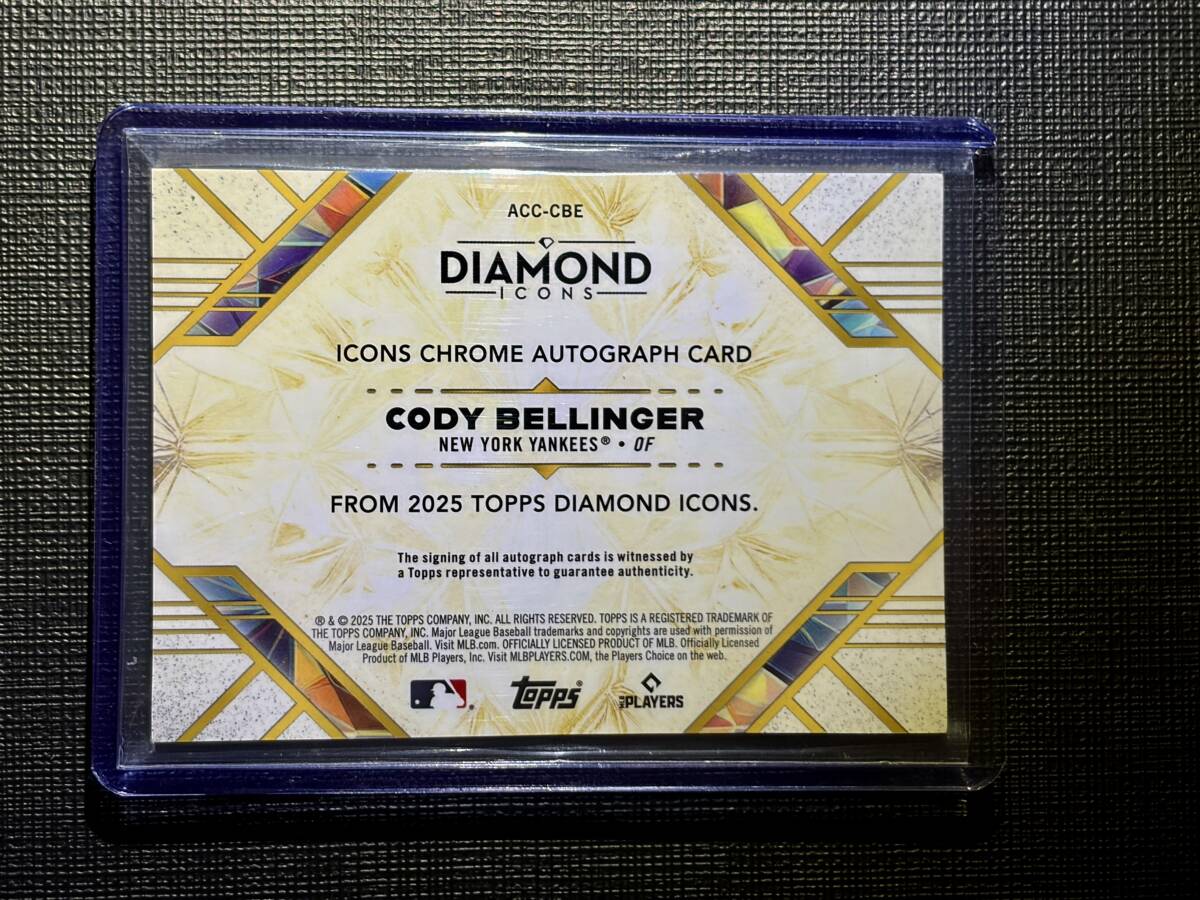 ACC-CBE
DIAMOND
ICONS
ICONS CHROME AUTOGRAPH CARD
CODY BELLINGER
NEW YORK YANKEES® • OF
FROM 2025 TOPPS DIAMOND ICONS.
The signing of all autograph cards is witnessed by
a Topps representative to guarantee authenticity.
® & © 2025 THE TOPPS COMPANY, INC. ALL RIGHTS RESERVED. TOPPS IS A REGISTERED TRADEMARK OF
THE TOPPS COMPANY, INC. Major League Baseball trademarks and copyrights are used with permission of
Major League Baseball. Visit MLB.com. OFFICIALLY LICENSED PRODUCT OF MLB. Officially Licensed
Product of MLB Players, Inc. Visit MLBPLAYERS.COM, the Players Choice on the web.
® topps® MLB PLAYERS